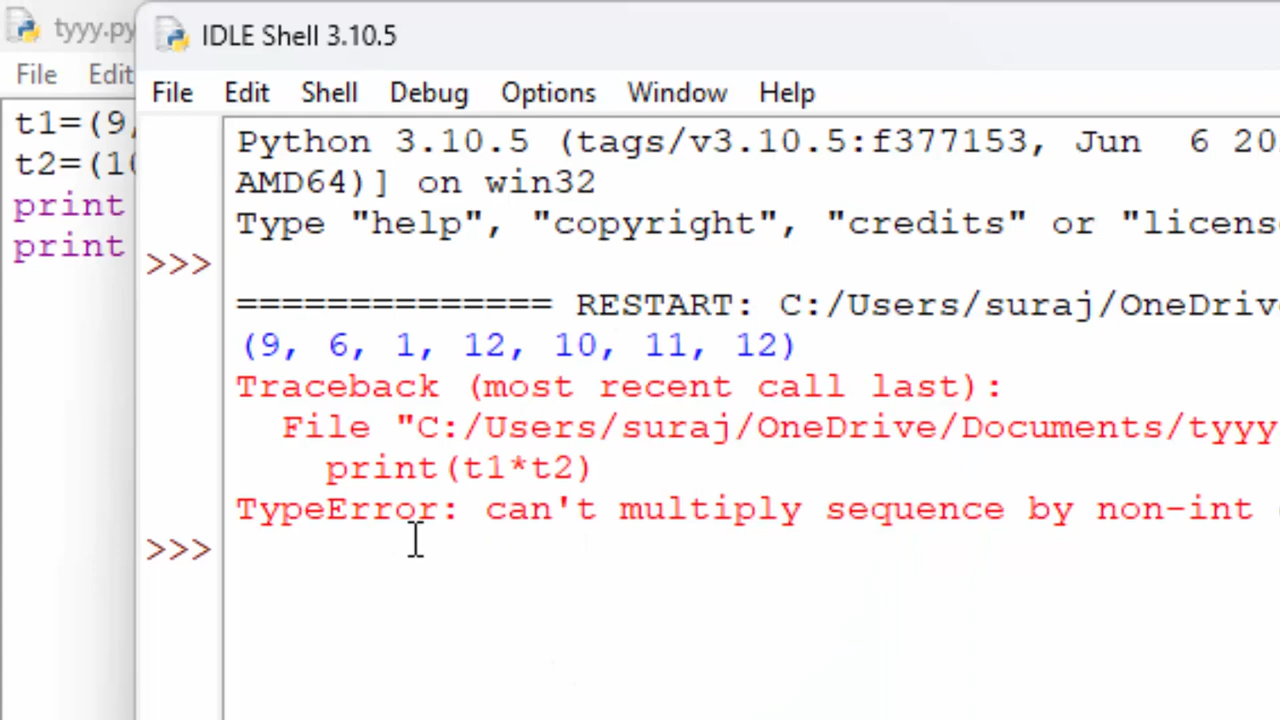 tyyy.py
File Edit
t1=(9,
t2=(10
print
print
IDLE Shell 3.10.5
File Edit Shell Debug Options Window Help
Python 3.10.5 (tags/v3.10.5:f377153, Jun 6 20
AMD64)] on win32
Type "help", "copyright", "credits" or "licens
>>>
============== RESTART: C:/Users/suraj/OneDriv
(9, 6, 1, 12, 10, 11, 12)
Traceback (most recent call last):
File "C:/Users/suraj/OneDrive/Documents/tyyy
print(t1*t2)
TypeError: can't multiply sequence by non-int
>>>